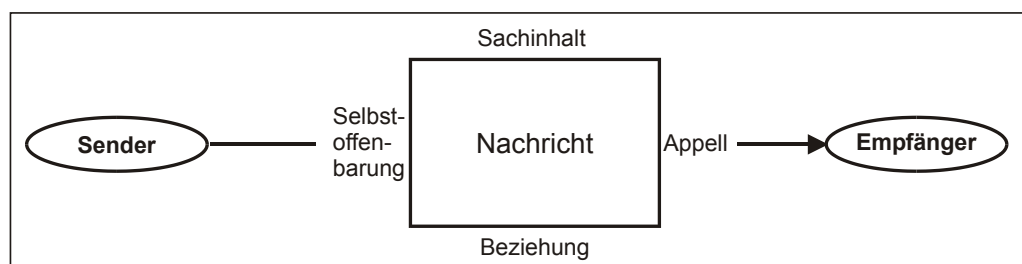 Sachinhalt
Sender
Selbst-
offen-
barung
Nachricht
Appell
Empfänger
Beziehung